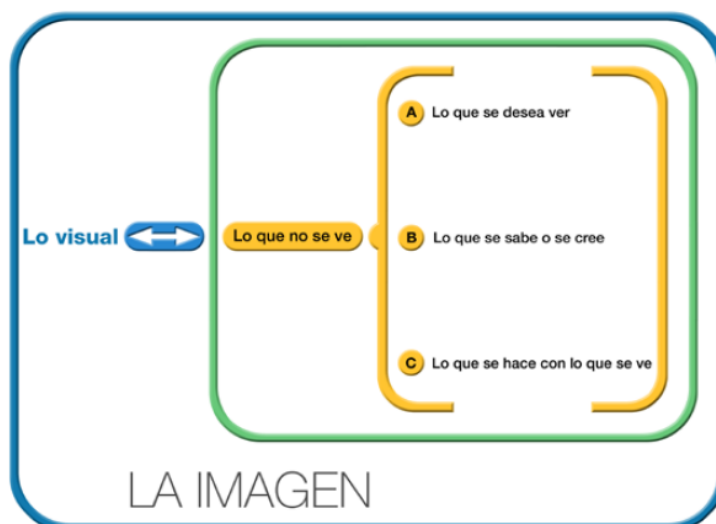 A Lo que se desea ver
Lo visual
Lo que no se ve
B Lo que se sabe o se cree
C Lo que se hace con lo que se ve
LA IMAGEN